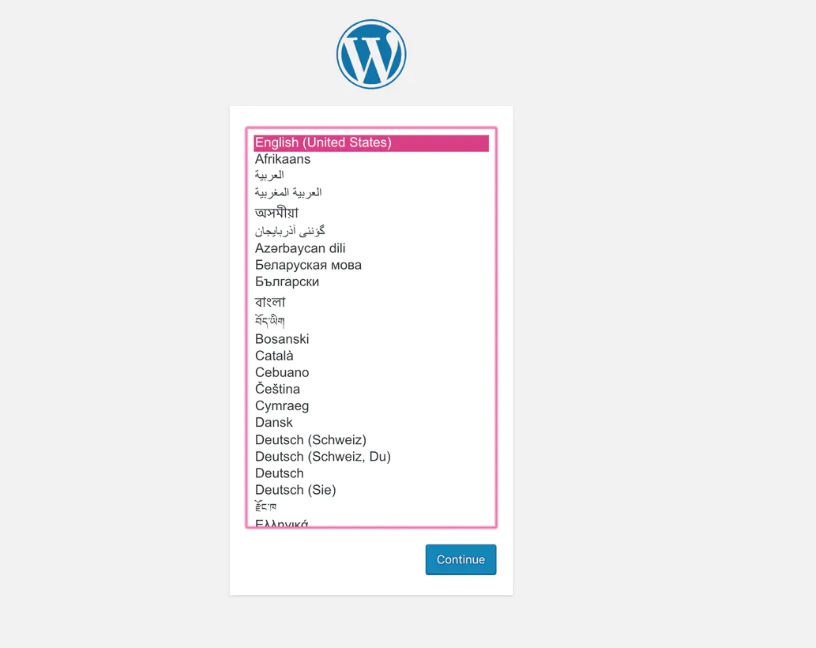 English (United States)
Afrikaans
العربية
العربية المغربية
অসমীয়া
گؤنئی آذربایجان
Azərbaycan dili
Беларуская мова
Български
বাংলা
བོད་ཡིག
Bosanski
Català
Cebuano
Čeština
Cymraeg
Dansk
Deutsch (Schweiz)
Deutsch (Schweiz, Du)
Deutsch
Deutsch (Sie)
རྫོང་ཁ
Ελληνικά
Continue